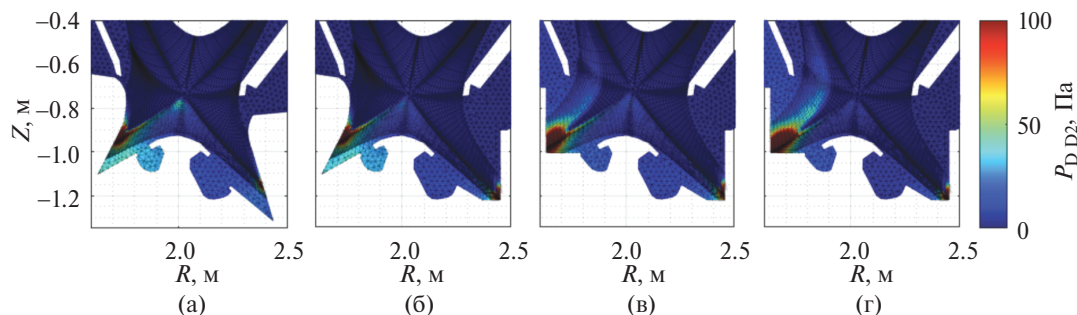 −0.4
−0.6
−0.8
−1.0
−1.2
Z, м
2.0 2.5
R, м
(а)
2.0 2.5
R, м
(б)
2.0 2.5
R, м
(в)
2.0 2.5
R, м
(г)
100
50
0
P_D D2, Па